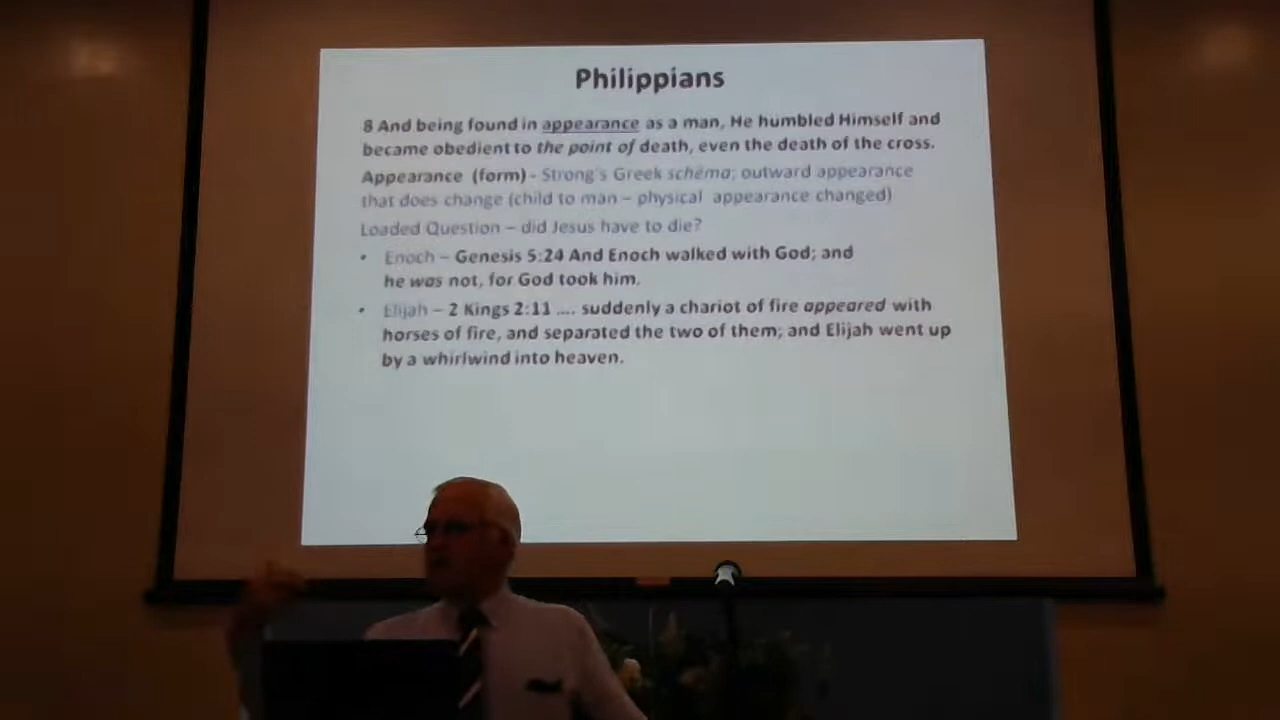 Philippians
8 And being found in appearance as a man, He humbled Himself and
became obedient to the point of death, even the death of the cross.
Appearance (form) - Strong's Greek schēma; outward appearance
that does change (child to man – physical appearance changed)
Loaded Question – did Jesus have to die?
• Enoch – Genesis 5:24 And Enoch walked with God; and
he was not, for God took him.
• Elijah – 2 Kings 2:11 .... suddenly a chariot of fire appeared with
horses of fire, and separated the two of them; and Elijah went up
by a whirlwind into heaven.